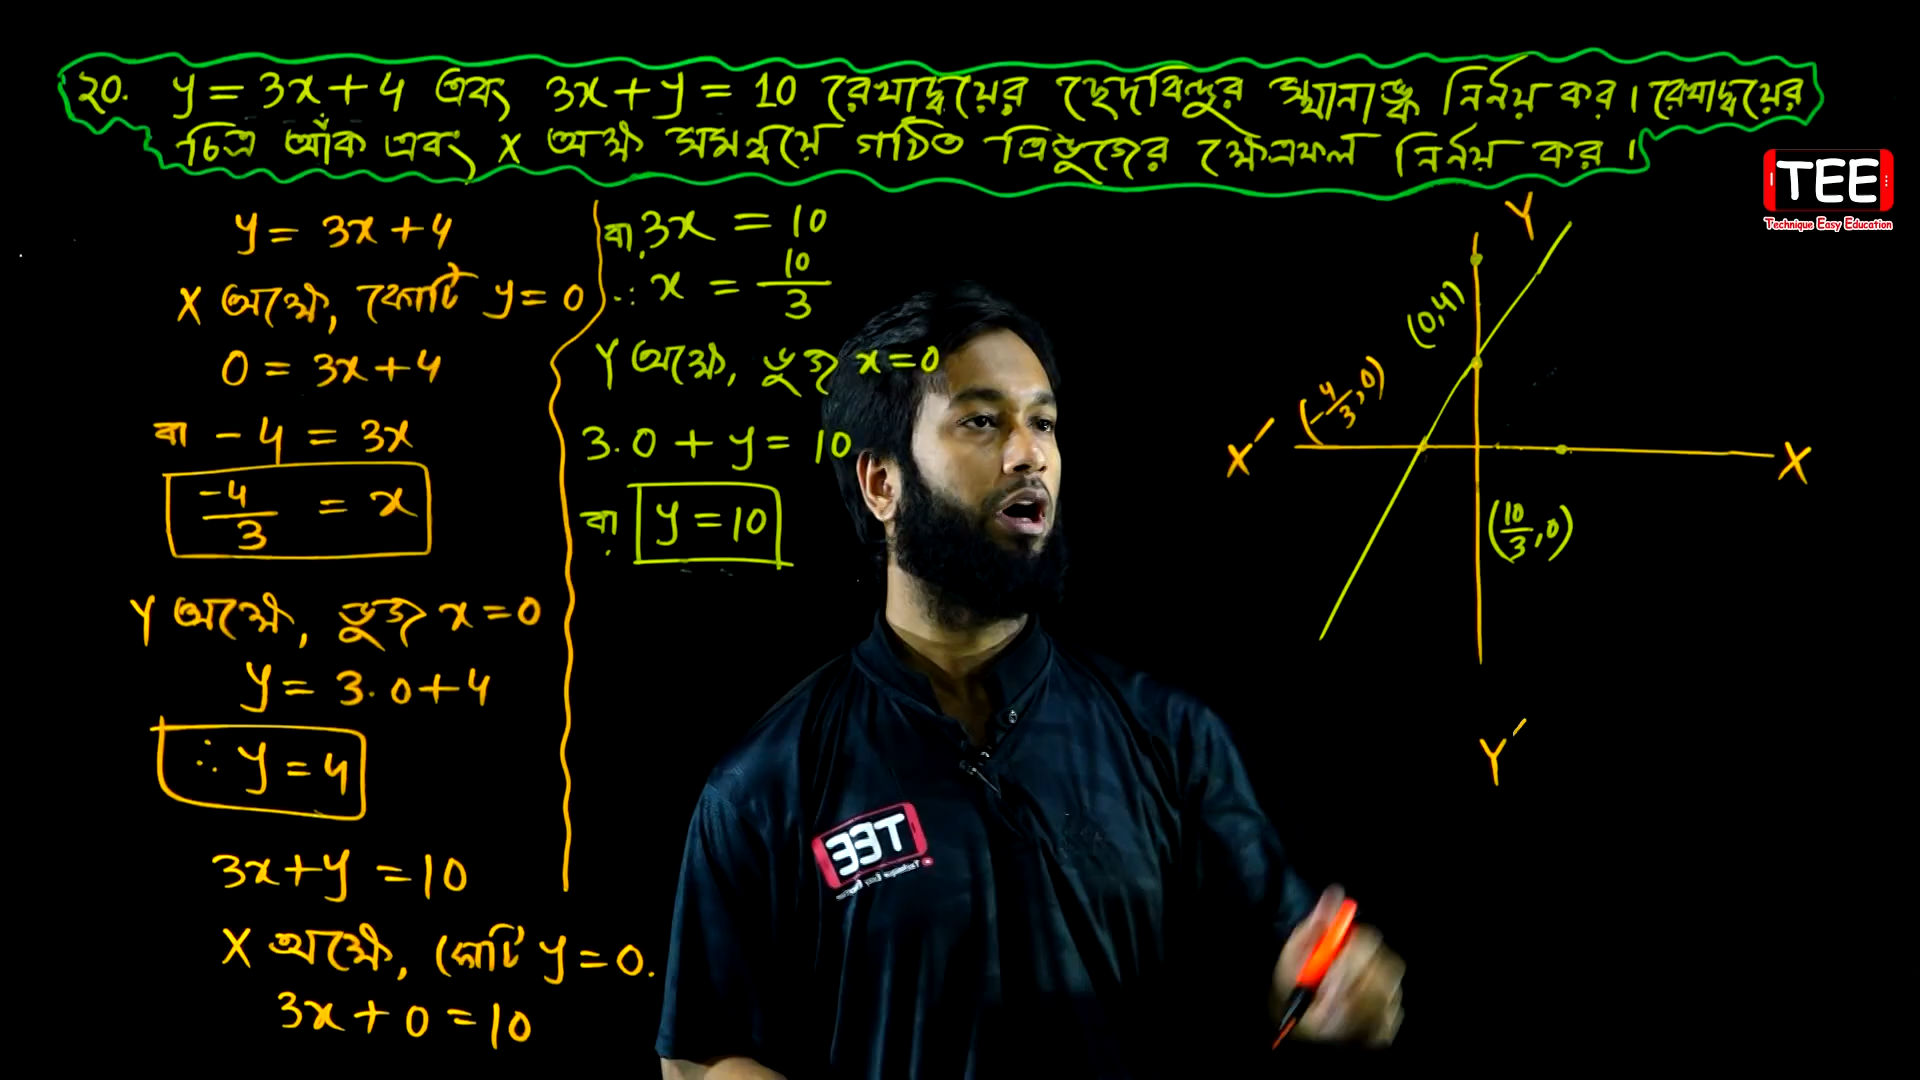 ২০. y = 3x + 4 এবং 3x + y = 10 রেখাদ্বয়ের ছেদবিন্দুর স্থানাঙ্ক নির্নয় কর। রেখাদ্বয়ের
চিত্র আঁক এবং X অক্ষ সমন্বয়ে গঠিত ত্রিভুজের ক্ষেত্রফল নির্নয় কর।
TEE
Technique Easy Education
y = 3x + 4
X অক্ষে, কোটি y = 0
0 = 3x + 4
বা - 4 = 3x
-4/3 = x
Y অক্ষে, ভুজ x = 0
y = 3.0 + 4
∴ y = 4
3x + y = 10
X অক্ষে, কোটি y = 0.
3x + 0 = 10
বা, 3x = 10
∴ x = 10/3
Y অক্ষে, ভুজ x = 0
3.0 + y = 10
বা, y = 10
Y
(0,4)
(-4/3,0)
X′
X
(10/3,0)
Y′
TEE